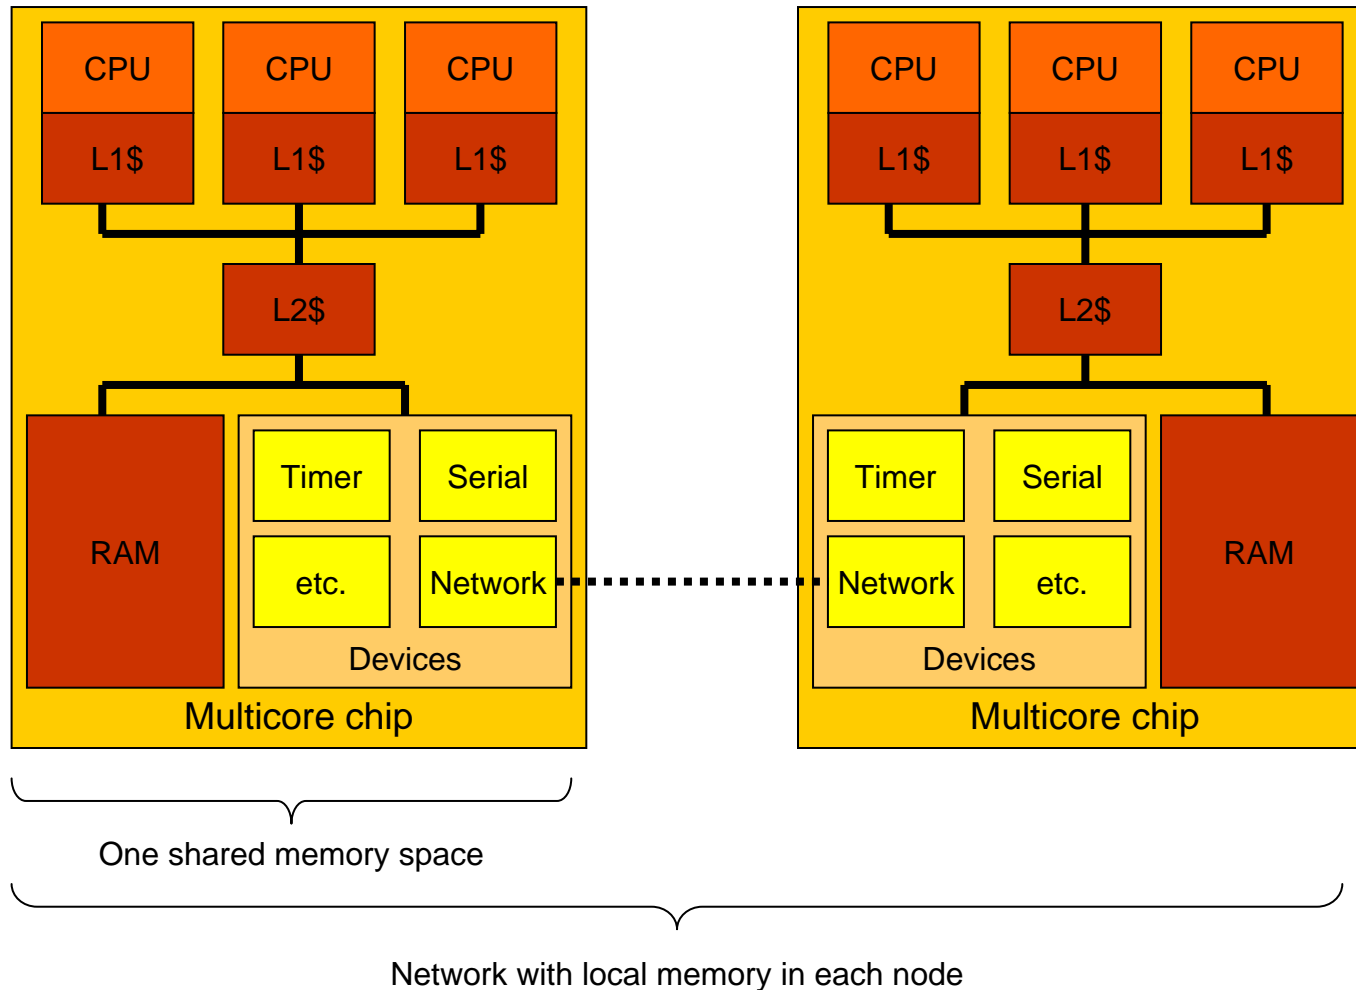 CPU
CPU
CPU
L1$
L1$
L1$
L2$
RAM
Timer
Serial
etc.
Network
Devices
Multicore chip
CPU
CPU
CPU
L1$
L1$
L1$
L2$
Timer
Serial
Network
etc.
Devices
RAM
Multicore chip
One shared memory space
Network with local memory in each node